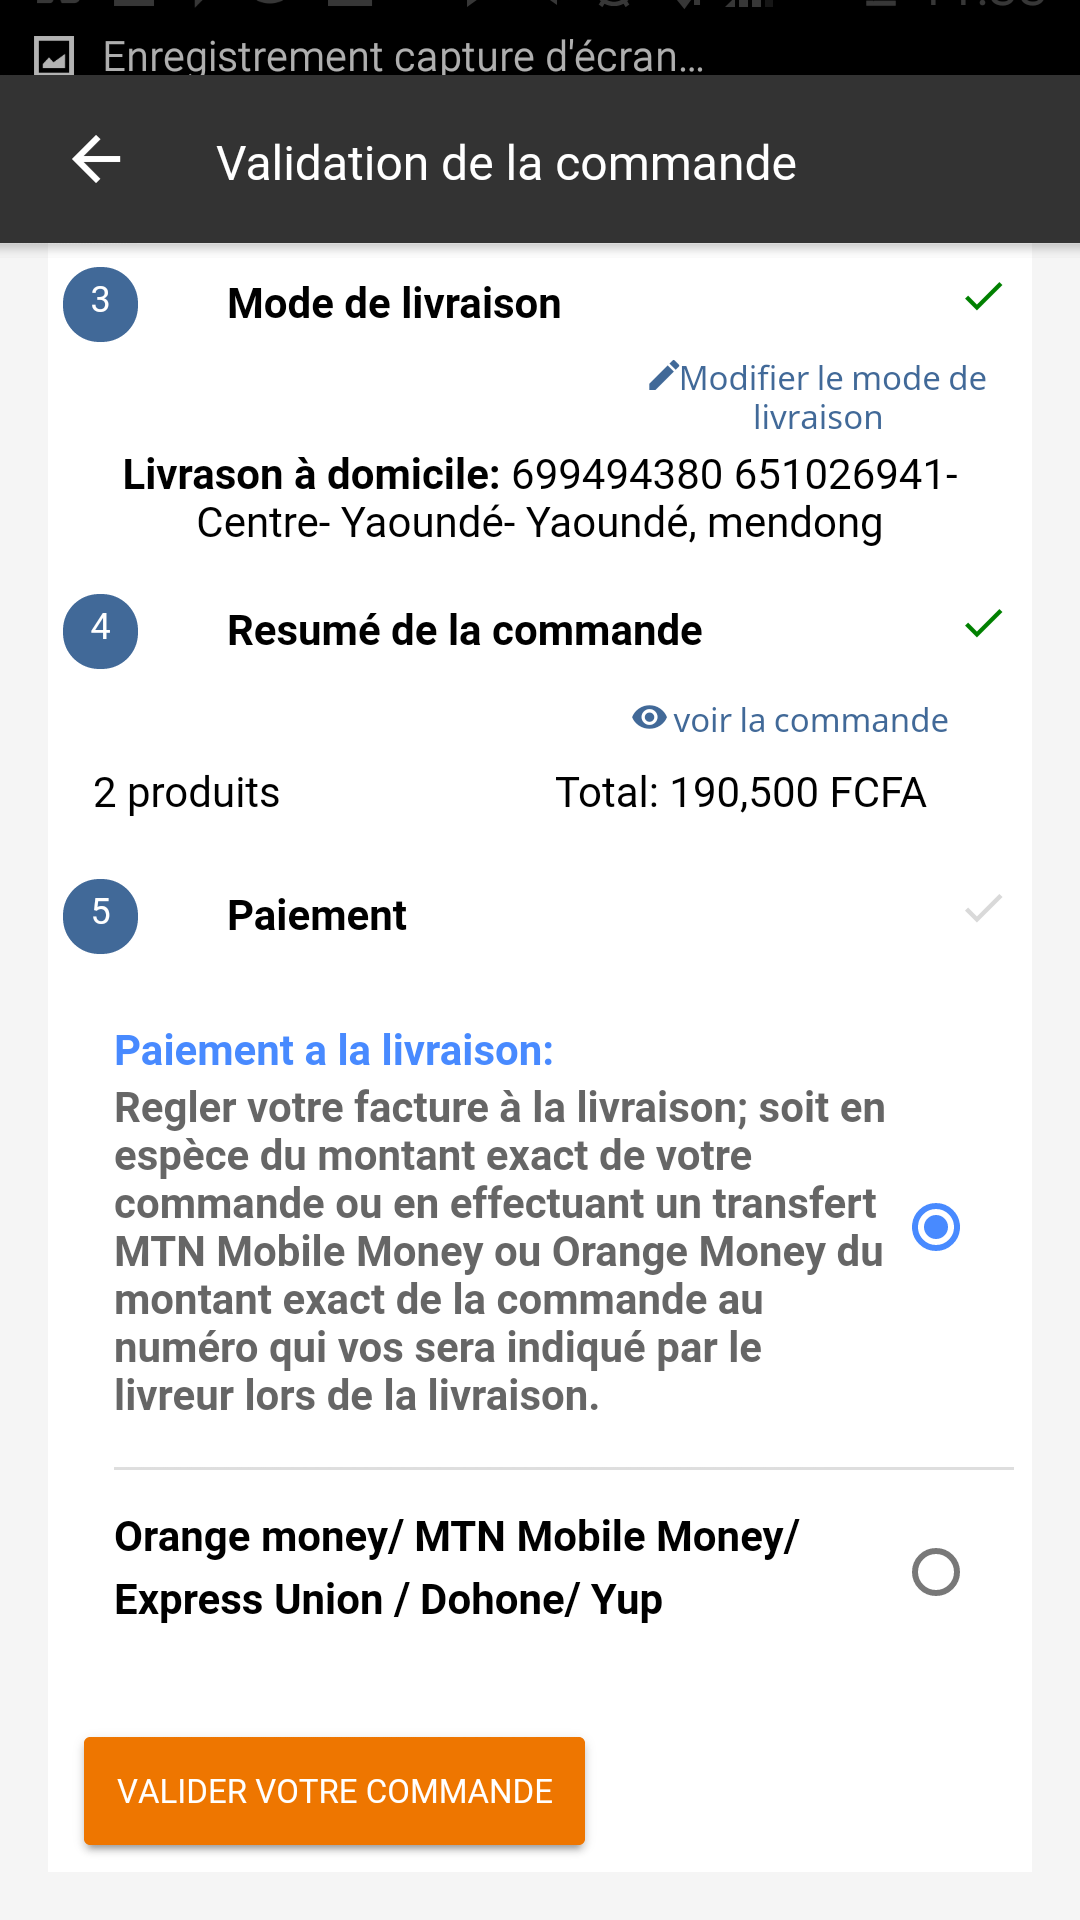 Enregistrement capture d'écran...
Validation de la commande
3
Mode de livraison
Modifier le mode de
livraison
Livrason à domicile: 699494380 651026941-
Centre- Yaoundé- Yaoundé, mendong
4
Resumé de la commande
voir la commande
2 produits
Total: 190,500 FCFA
5
Paiement
Paiement a la livraison:
Regler votre facture à la livraison; soit en
espèce du montant exact de votre
commande ou en effectuant un transfert
MTN Mobile Money ou Orange Money du
montant exact de la commande au
numéro qui vos sera indiqué par le
livreur lors de la livraison.
Orange money/ MTN Mobile Money/
Express Union / Dohone/ Yup
VALIDER VOTRE COMMANDE